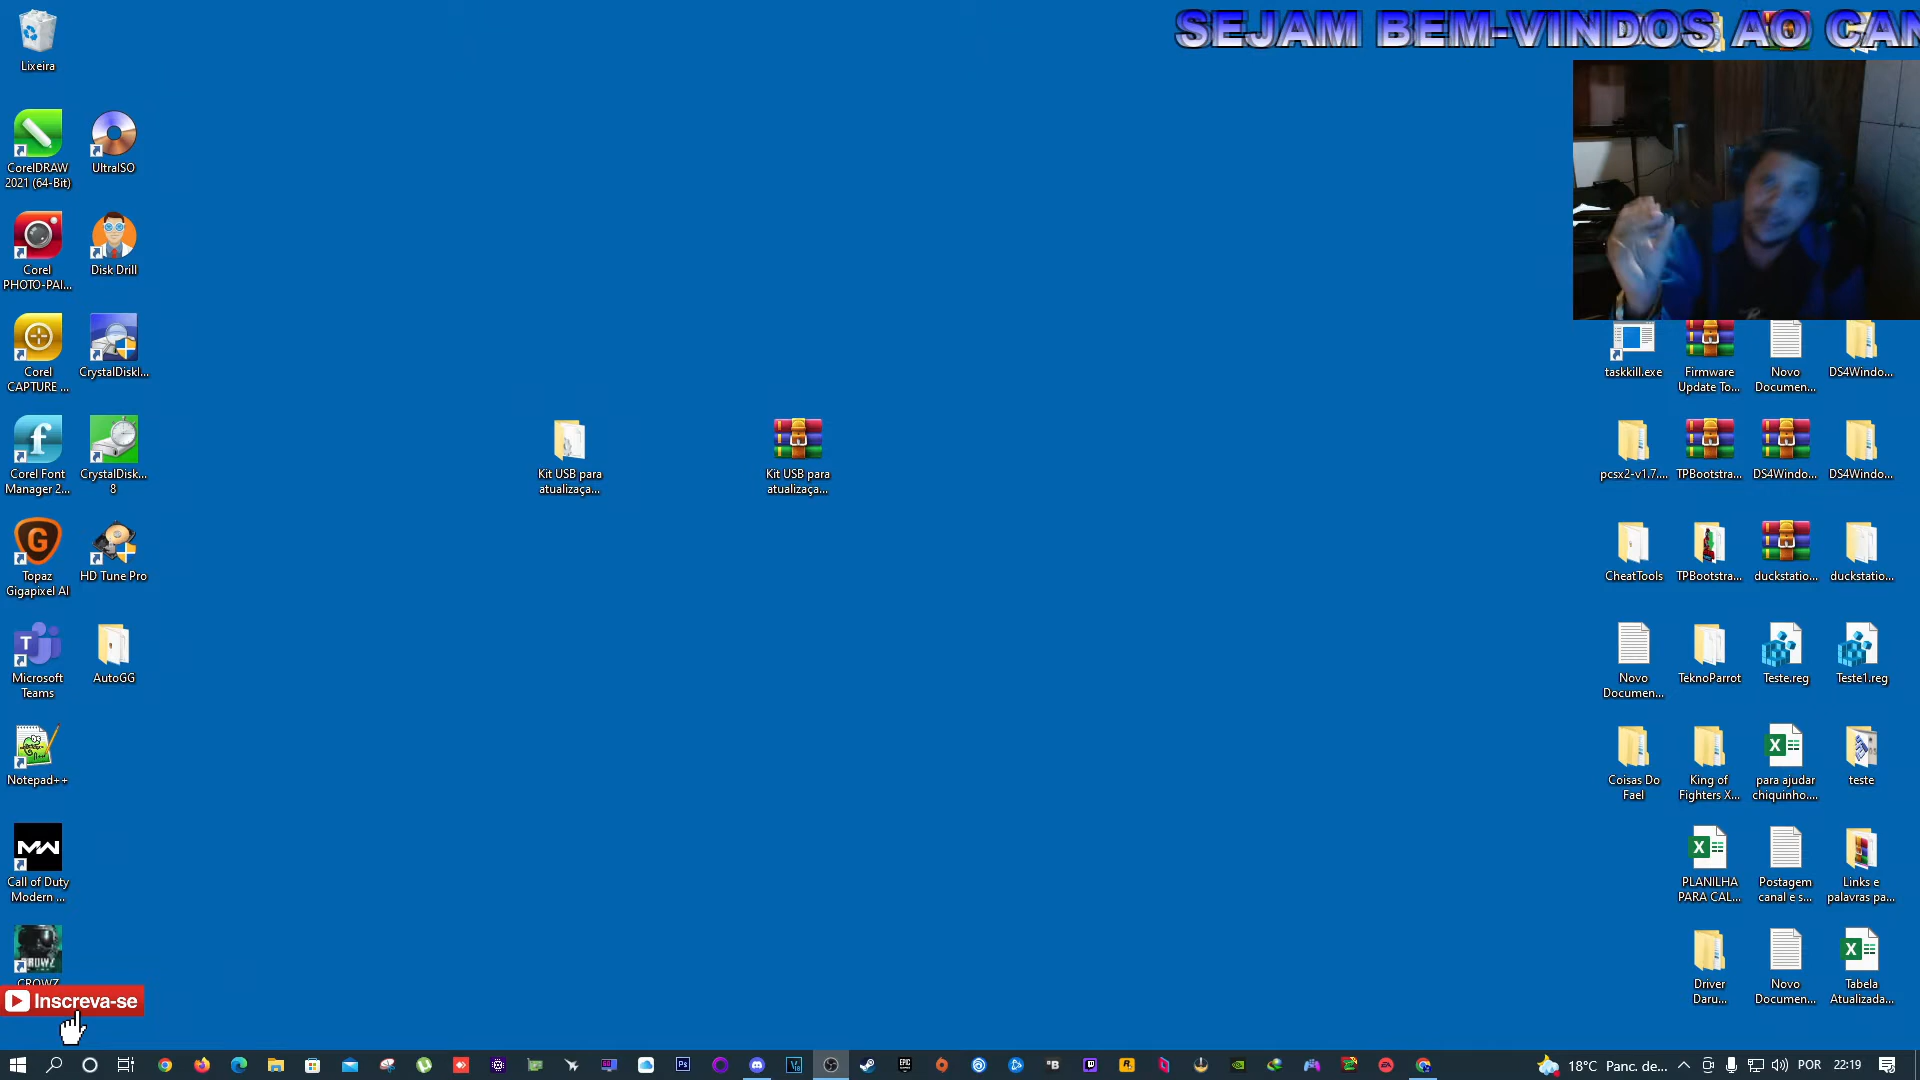 SEJAM BEM-VINDOS AO CAN
Lixeira
CorelDRAW
2021 (64-Bit)
UltraISO
Corel
PHOTO-PAI...
Disk Drill
Corel
CAPTURE ...
CrystalDiskI...
Corel Font
Manager 2...
CrystalDisk...
8
Topaz
Gigapixel AI
HD Tune Pro
Microsoft
Teams
AutoGG
Notepad++
Call of Duty
Modern ...
CROWZ
Inscreva-se
Kit USB para
atualizaça...
Kit USB para
atualizaça...
taskkill.exe
Firmware
Update To...
Novo
Documen...
DS4Windo...
pcsx2-v1.7....
TPBootstra...
DS4Windo...
DS4Windo...
CheatTools
TPBootstra...
duckstatio...
duckstatio...
Novo
Documen...
TeknoParrot
Teste.reg
Teste1.reg
Coisas Do
Fael
King of
Fighters X...
para ajudar
chiquinho....
teste
PLANILHA
PARA CAL...
Postagem
canal e s...
Links e
palavras pa...
Driver
Daru...
Novo
Documen...
Tabela
Atualizada...
18°C Panc. de... POR 22:19